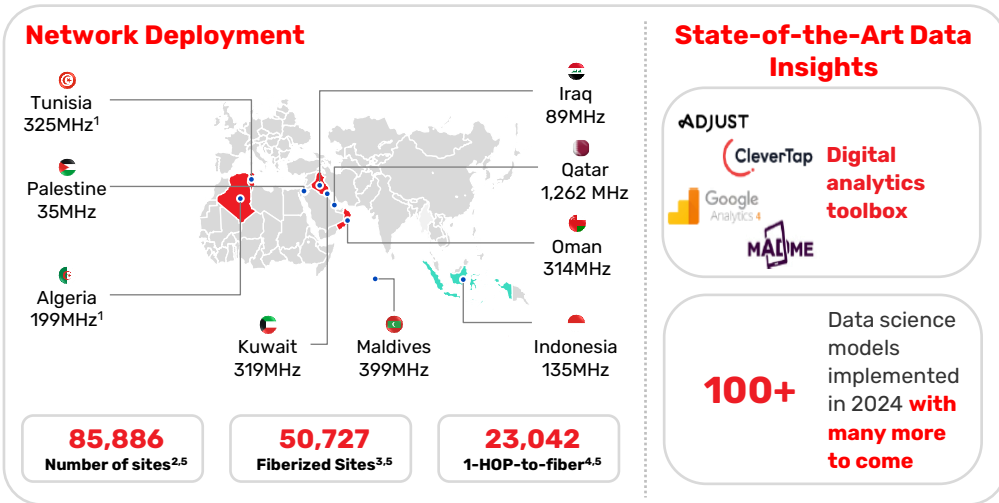 Network Deployment
Tunisia
325MHz¹
Palestine
35MHz
Algeria
199MHz¹
Kuwait
319MHz
Maldives
399MHz
Iraq
89MHz
Qatar
1,262 MHz
Oman
314MHz
Indonesia
135MHz
85,886
Number of sites²,⁵
50,727
Fiberized Sites³,⁵
23,042
1-HOP-to-fiber⁴,⁵
State-of-the-Art Data
Insights
ADJUST
CleverTap
Google
Analytics 4
MADME
Digital
analytics
toolbox
100+
Data science
models
implemented
in 2024 with
many more
to come